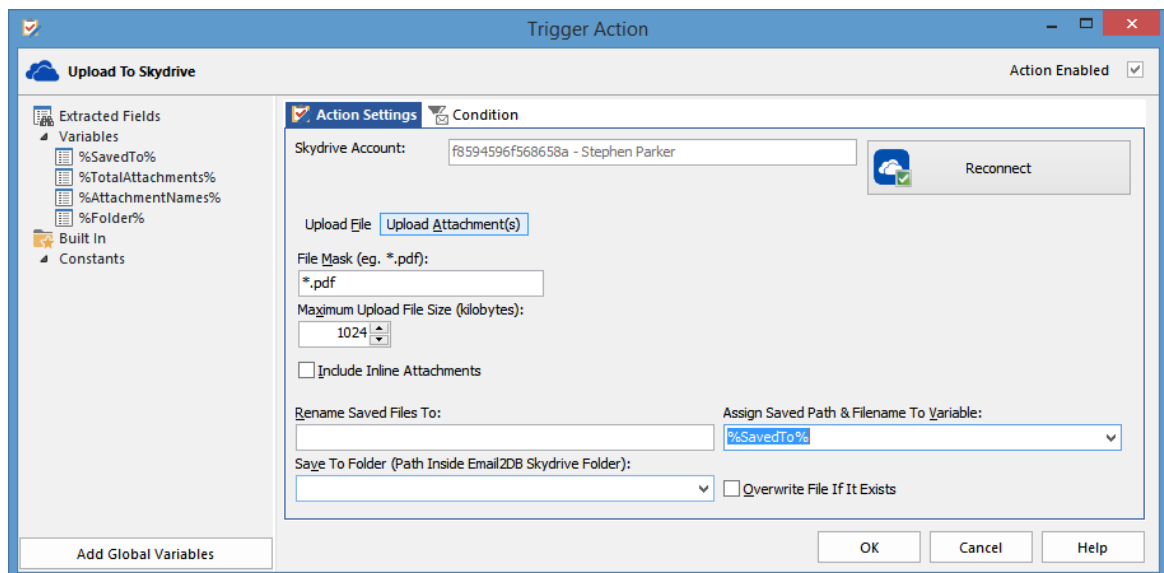 Trigger Action
Upload To Skydrive
Action Enabled
Extracted Fields
Variables
%SavedTo%
%TotalAttachments%
%AttachmentNames%
%Folder%
Built In
Constants
Add Global Variables
Action Settings
Condition
Skydrive Account:
f8594596f568658a - Stephen Parker
Reconnect
Upload File
Upload Attachment(s)
File Mask (eg. *.pdf):
*.pdf
Maximum Upload File Size (kilobytes):
1024
Include Inline Attachments
Rename Saved Files To:
Assign Saved Path & Filename To Variable:
%SavedTo%
Save To Folder (Path Inside Email2DB Skydrive Folder):
Overwrite File If It Exists
OK
Cancel
Help